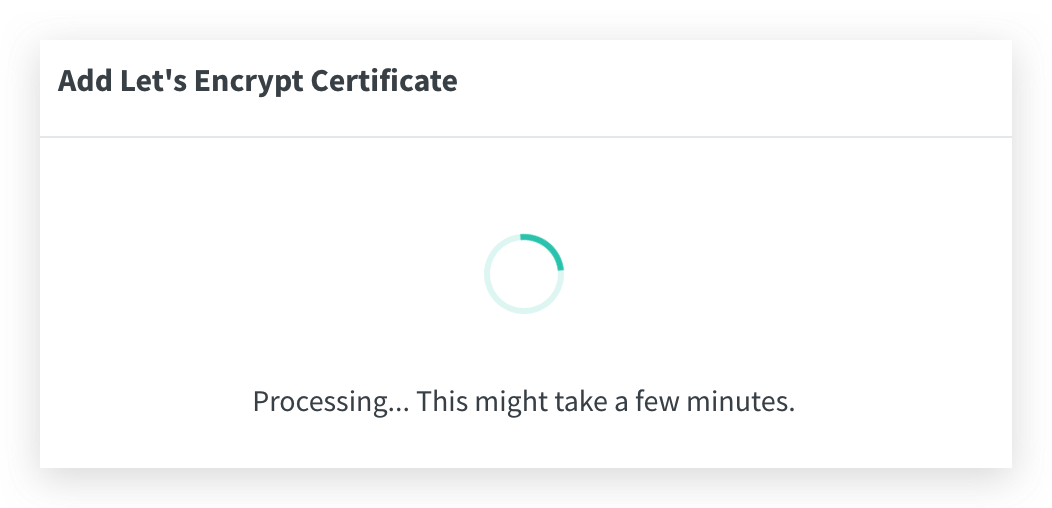 Add Let's Encrypt Certificate
Processing... This might take a few minutes.